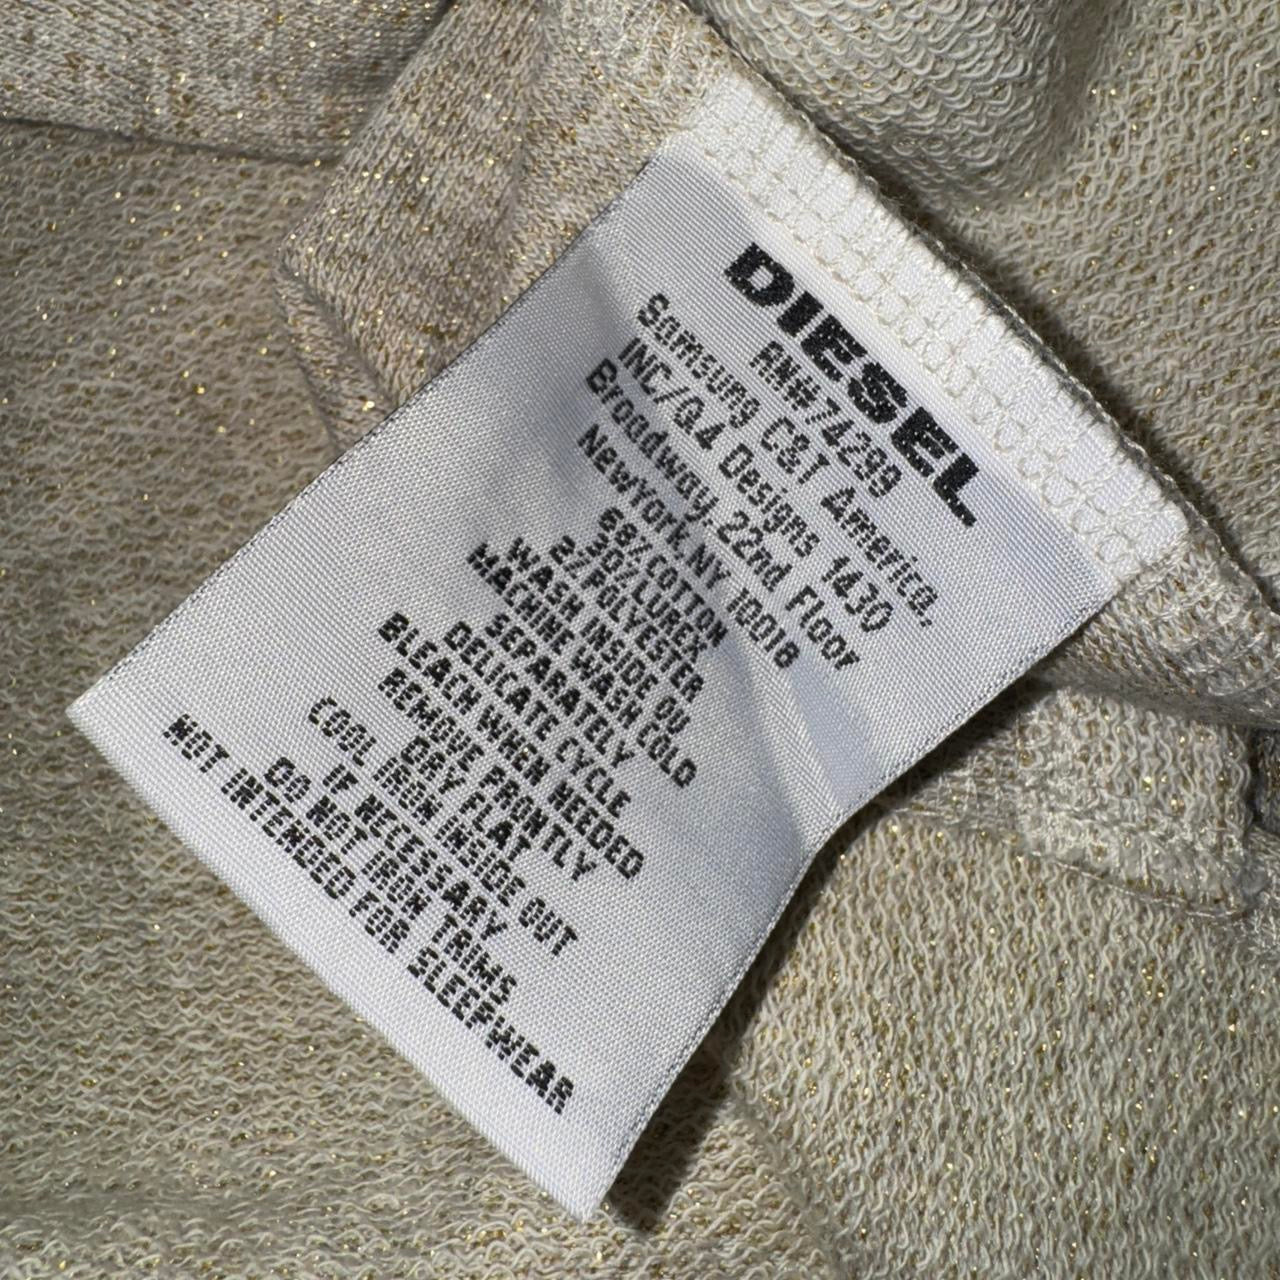 DIESEL
RN#74299
Samsung C&T America,
INC/Q4 Designs 1430
Broadway, 22nd Floor
NewYork,NY 10018
68%COTTON
30%LUREX
2%POLYESTER
WASH INSIDE OU
MACHINE WASH COLD
SEPARATELY
DELICATE CYCLE
BLEACH WHEN NEEDED
REMOVE PRONTLY
DRY FLAT
COOL IRON INSIDE OUT
IF NECESSARY
DO NOT IRON TRIMS
NOT INTENDED FOR SLEEPWEAR